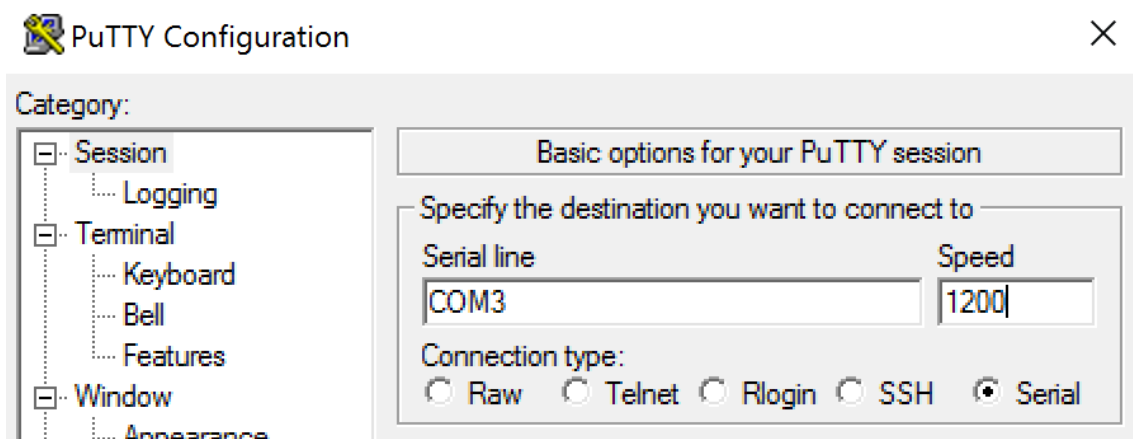 PuTTY Configuration
Category:
Session
Logging
Terminal
Keyboard
Bell
Features
Window
Appearance
Basic options for your PuTTY session
Specify the destination you want to connect to
Serial line
Speed
COM3
1200
Connection type:
Raw
Telnet
Rlogin
SSH
Serial